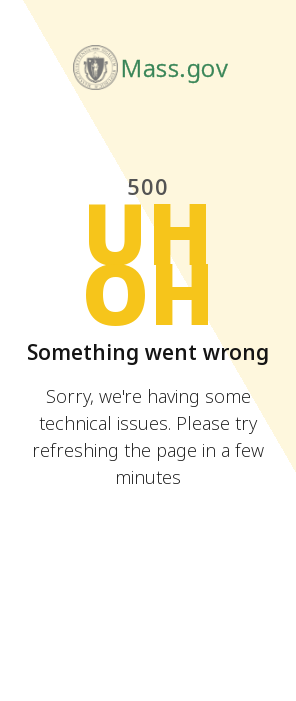 Mass.gov
500
UH
OH
Something went wrong
Sorry, we're having some
technical issues. Please try
refreshing the page in a few
minutes